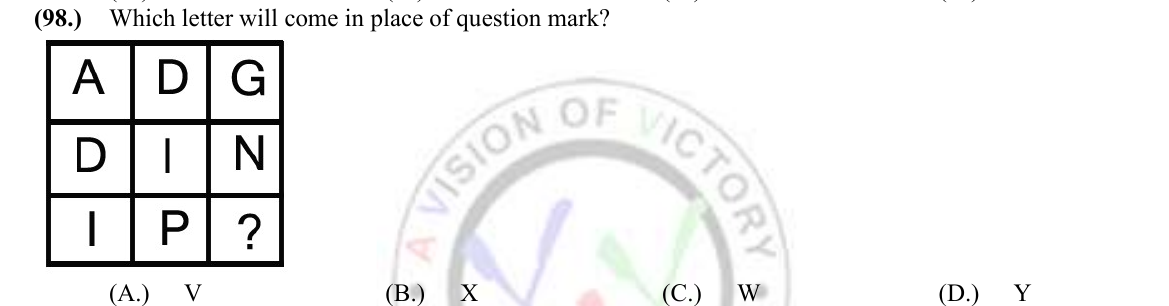 (98.) Which letter will come in place of question mark?
A D G
D I N
I P ?
A VISION OF VICTORY
(A.) V (B.) X (C.) W (D.) Y